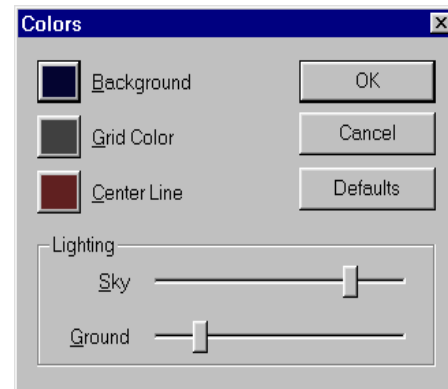 Colors
Background
OK
Grid Color
Cancel
Center Line
Defaults
Lighting
Sky
Ground